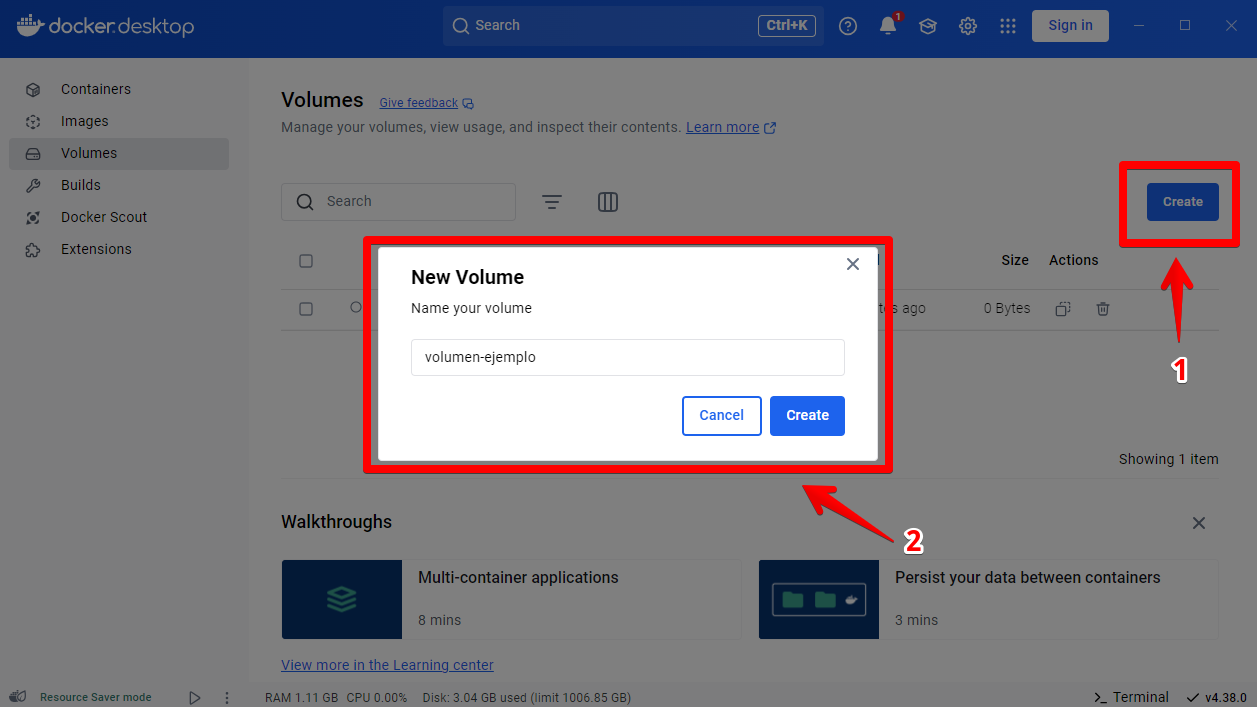 docker.desktop
Search
Ctrl+K
1
Sign in
Containers
Images
Volumes
Builds
Docker Scout
Extensions
Volumes
Give feedback
Manage your volumes, view usage, and inspect their contents. Learn more
Search
Create
Size Actions
ago
0 Bytes
New Volume
Name your volume
volumen-ejemplo
Cancel
Create
1
2
Showing 1 item
Walkthroughs
Multi-container applications
8 mins
Persist your data between containers
3 mins
View more in the Learning center
Resource Saver mode
RAM 1.11 GB CPU 0.00% Disk: 3.04 GB used (limit 1006.85 GB)
>_ Terminal
v4.38.0